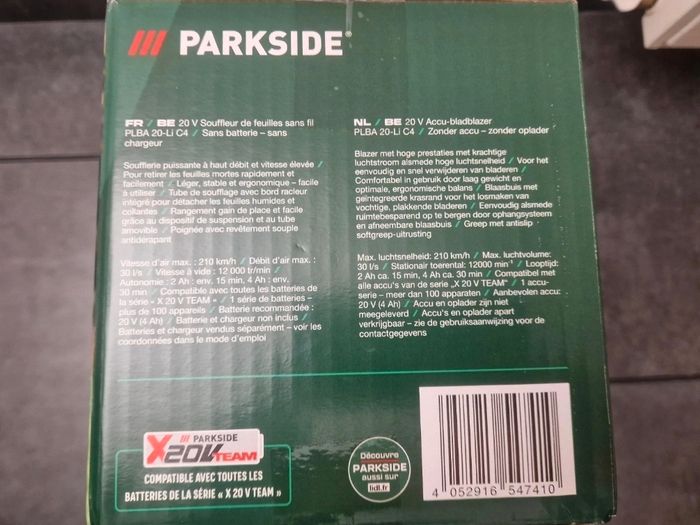 /// PARKSIDE®
FR / BE 20 V Souffleur de feuilles sans fil
PLBA 20-Li C4 / Sans batterie – sans
chargeur
Soufflerie puissante à haut débit et vitesse élevée /
Pour retirer les feuilles mortes rapidement et
facilement / Léger, stable et ergonomique – facile
à utiliser / Tube de soufflage avec bord racleur
intégré pour détacher les feuilles humides et
collantes / Rangement gain de place et facile
grâce au dispositif de suspension et au tube
amovible / Poignée avec revêtement souple
antidérapant
Vitesse d'air max. : 210 km/h / Débit d'air max. :
30 l/s / Vitesse à vide : 12 000 tr/min /
Autonomie : 2 Ah : env. 15 min, 4 Ah : env.
30 min / Compatible avec toutes les batteries de
la série « X 20 V TEAM » / 1 série de batteries –
plus de 100 appareils / Batterie recommandée :
20 V (4 Ah) / Batterie et chargeur non inclus /
Batteries et chargeur vendus séparément – voir les
coordonnées dans le mode d'emploi
NL / BE 20 V Accu-bladblazer
PLBA 20-Li C4 / Zonder accu – zonder oplader
Blazer met hoge prestaties met krachtige
luchtstroom alsmede hoge luchtsnelheid / Voor het
eenvoudig en snel verwijderen van bladeren /
Comfortabel in gebruik door laag gewicht en
optimale, ergonomische balans / Blaasbuis met
geïntegreerde krasrand voor het losmaken van
vochtige, plakkende bladeren / Eenvoudig alsmede
ruimtebesparend op te bergen door ophangsysteem
en afneembare blaasbuis / Greep met antislip
softgreep-uitrusting
Max. luchtsnelheid: 210 km/h / Max. luchtvolume:
30 l/s / Stationair toerental: 12000 min⁻¹ / Looptijd:
2 Ah ca. 15 min, 4 Ah ca. 30 min / Compatibel met
alle accu's van de serie „X 20 V TEAM" / 1 accu-
serie – meer dan 100 apparaten / Aanbevolen accu:
20 V (4 Ah) / Accu en oplader zijn niet
meegeleverd / Accu's en oplader apart
verkrijgbaar – zie de gebruiksaanwijzing voor de
contactgegevens
/// PARKSIDE
X20V TEAM
COMPATIBLE AVEC TOUTES LES
BATTERIES DE LA SÉRIE « X 20 V TEAM »
Découvre
PARKSIDE
aussi sur
lidl.fr
4 052916 547410